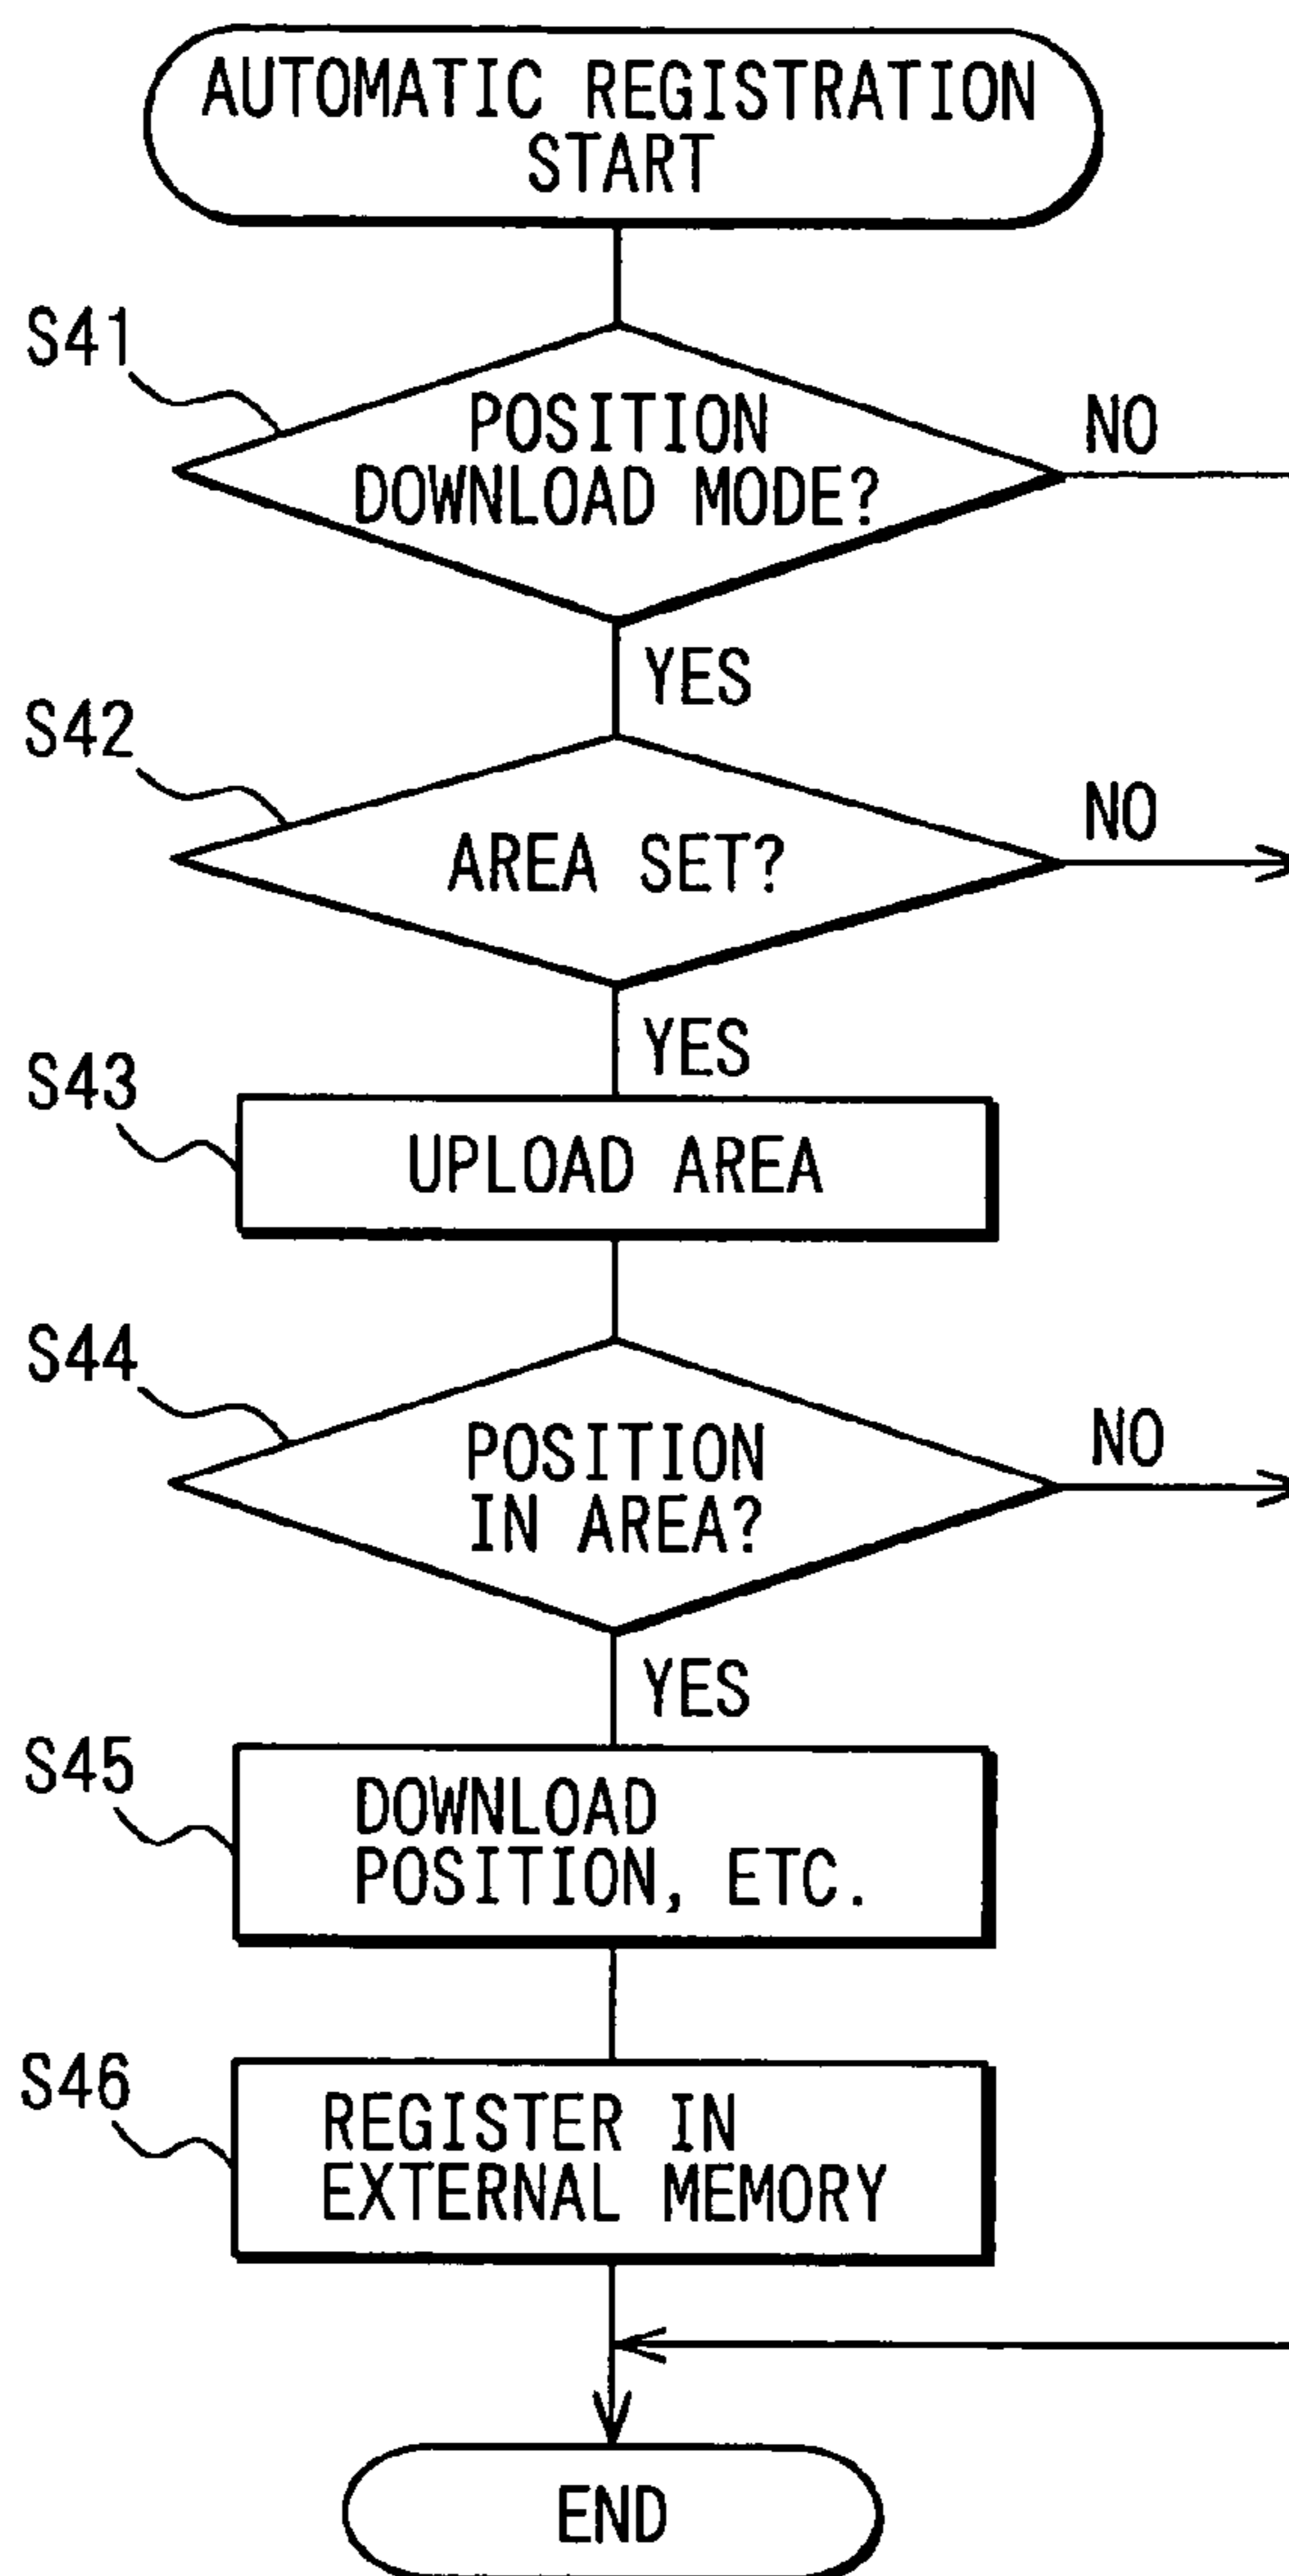 AUTOMATIC REGISTRATION
START
S41
POSITION
DOWNLOAD MODE?
NO
YES
S42
AREA SET?
NO
YES
S43
UPLOAD AREA
S44
POSITION
IN AREA?
NO
YES
S45
DOWNLOAD
POSITION, ETC.
S46
REGISTER IN
EXTERNAL MEMORY
END